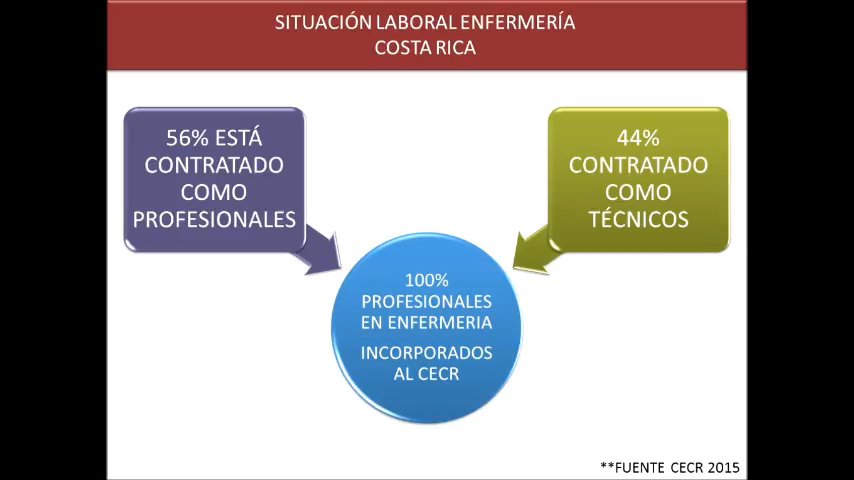 SITUACIÓN LABORAL ENFERMERÍA
COSTA RICA
56% ESTÁ
CONTRATADO
COMO
PROFESIONALES
44%
CONTRATADO
COMO
TÉCNICOS
100%
PROFESIONALES
EN ENFERMERIA
INCORPORADOS
AL CECR
**FUENTE CECR 2015